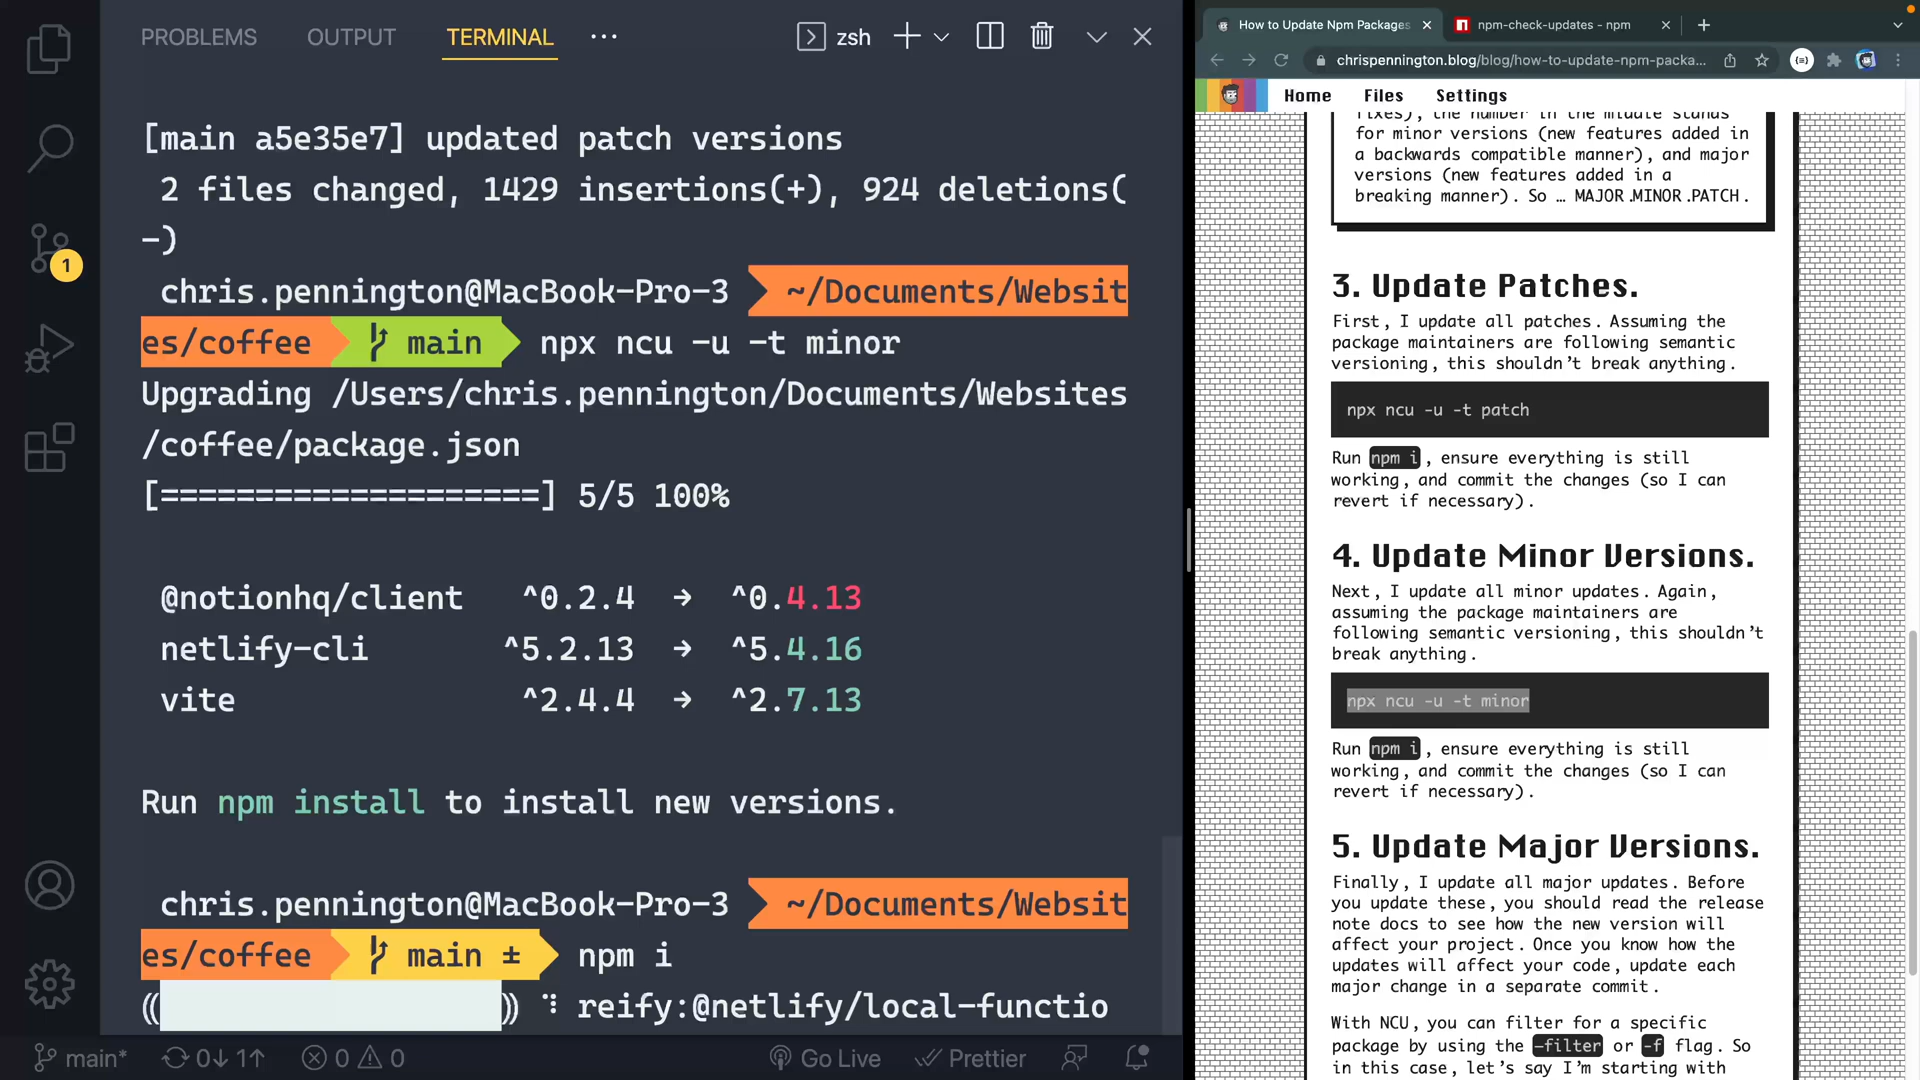 PROBLEMS OUTPUT TERMINAL ... zsh
[main a5e35e7] updated patch versions
2 files changed, 1429 insertions(+), 924 deletions(
-)
chris.pennington@MacBook-Pro-3 ~/Documents/Websit
es/coffee main npx ncu -u -t minor
Upgrading /Users/chris.pennington/Documents/Websites
/coffee/package.json
[====================] 5/5 100%
@notionhq/client ^0.2.4 → ^0.4.13
netlify-cli ^5.2.13 → ^5.4.16
vite ^2.4.4 → ^2.7.13
Run npm install to install new versions.
chris.pennington@MacBook-Pro-3 ~/Documents/Websit
es/coffee main ± npm i
(( )) ⠹ reify:@netlify/local-functio
1
main* 0↓ 1↑ 0 0 Go Live Prettier
How to Update Npm Packages npm-check-updates - npm
chrispennington.blog/blog/how-to-update-npm-packa...
Home Files Settings
fixes), the number in the middle stands
for minor versions (new features added in
a backwards compatible manner), and major
versions (new features added in a
breaking manner). So … MAJOR.MINOR.PATCH.
3. Update Patches.
First, I update all patches. Assuming the
package maintainers are following semantic
versioning, this shouldn't break anything.
npx ncu -u -t patch
Run npm i, ensure everything is still
working, and commit the changes (so I can
revert if necessary).
4. Update Minor Versions.
Next, I update all minor updates. Again,
assuming the package maintainers are
following semantic versioning, this shouldn't
break anything.
npx ncu -u -t minor
Run npm i, ensure everything is still
working, and commit the changes (so I can
revert if necessary).
5. Update Major Versions.
Finally, I update all major updates. Before
you update these, you should read the release
note docs to see how the new version will
affect your project. Once you know how the
updates will affect your code, update each
major change in a separate commit.
With NCU, you can filter for a specific
package by using the -filter or -f flag. So
in this case, let's say I'm starting with